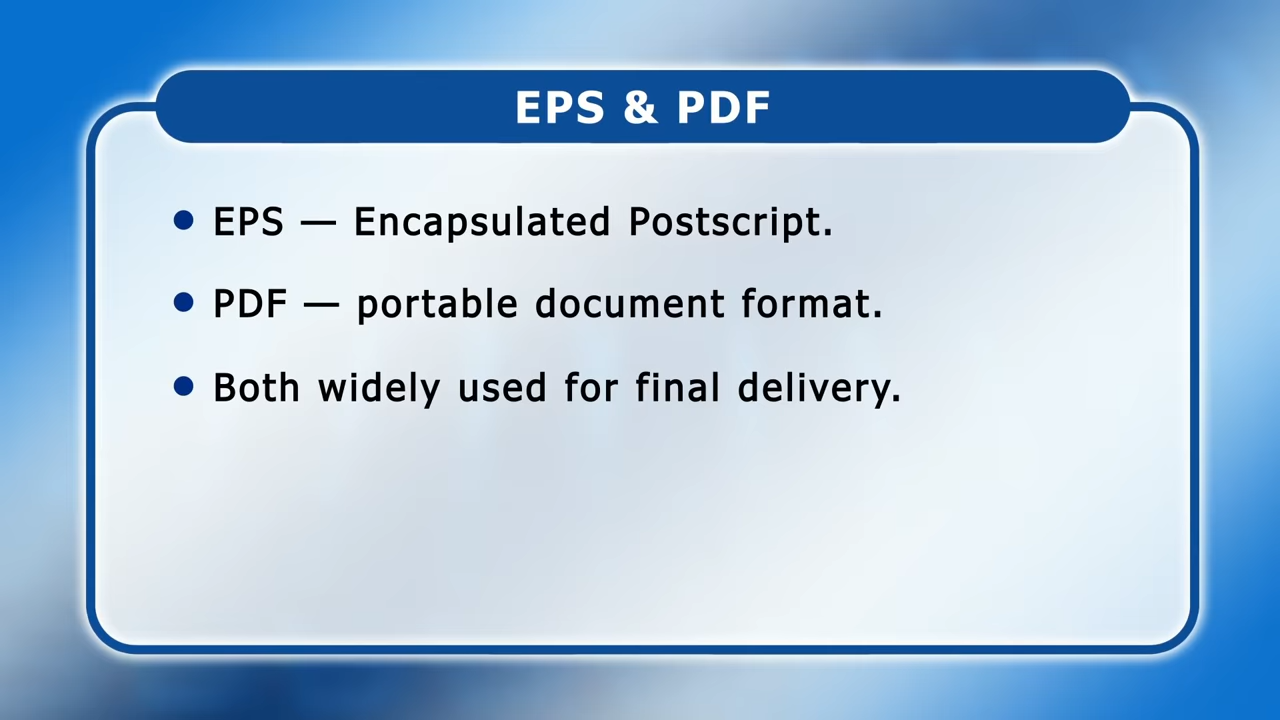 EPS & PDF
• EPS — Encapsulated Postscript.
• PDF — portable document format.
• Both widely used for final delivery.